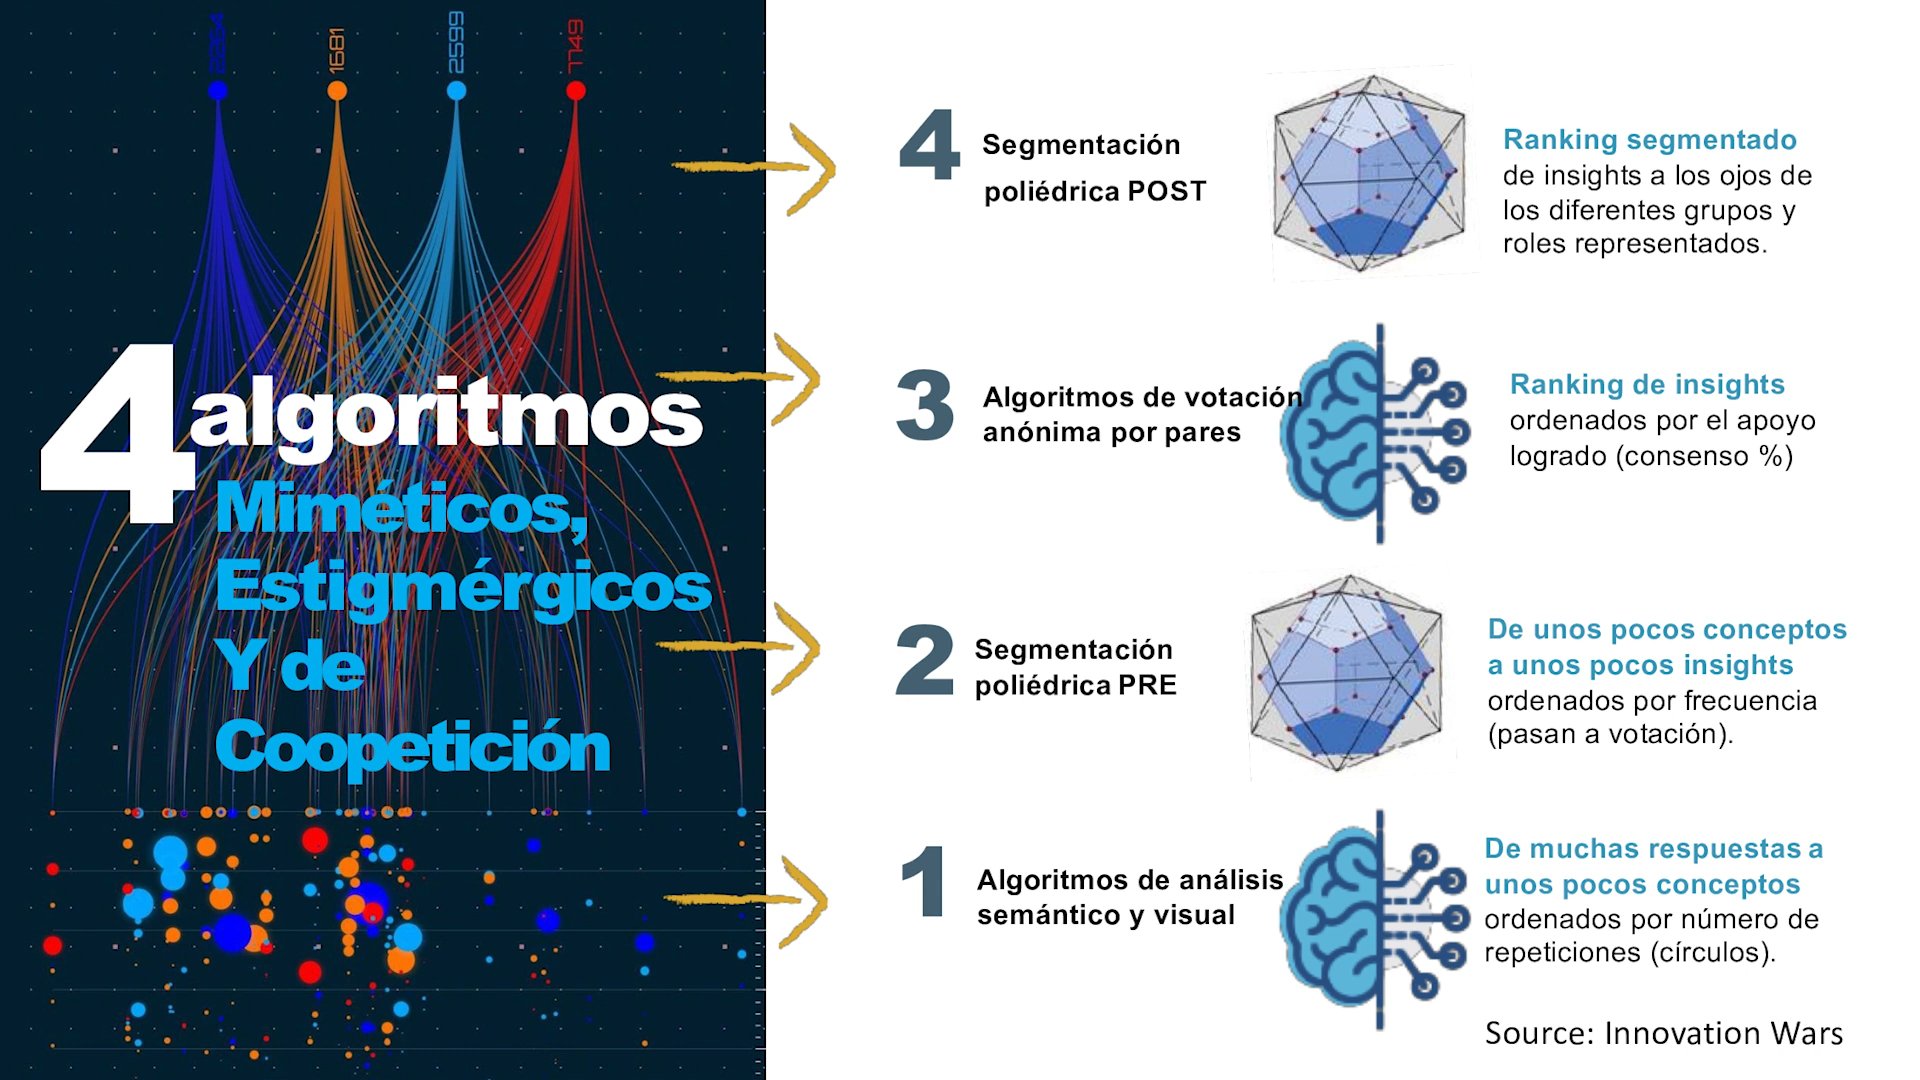 1681
2599
7749
4 algoritmos
Miméticos,
Estigmérgicos
Y de
Coopetición
4
Segmentación
poliédrica POST
Ranking segmentado
de insights a los ojos de
los diferentes grupos y
roles representados.
3
Algoritmos de votación
anónima por pares
Ranking de insights
ordenados por el apoyo
logrado (consenso %)
2
Segmentación
poliédrica PRE
De unos pocos conceptos
a unos pocos insights
ordenados por frecuencia
(pasan a votación).
1
Algoritmos de análisis
semántico y visual
De muchas respuestas a
unos pocos conceptos
ordenados por número de
repeticiones (círculos).
Source: Innovation Wars